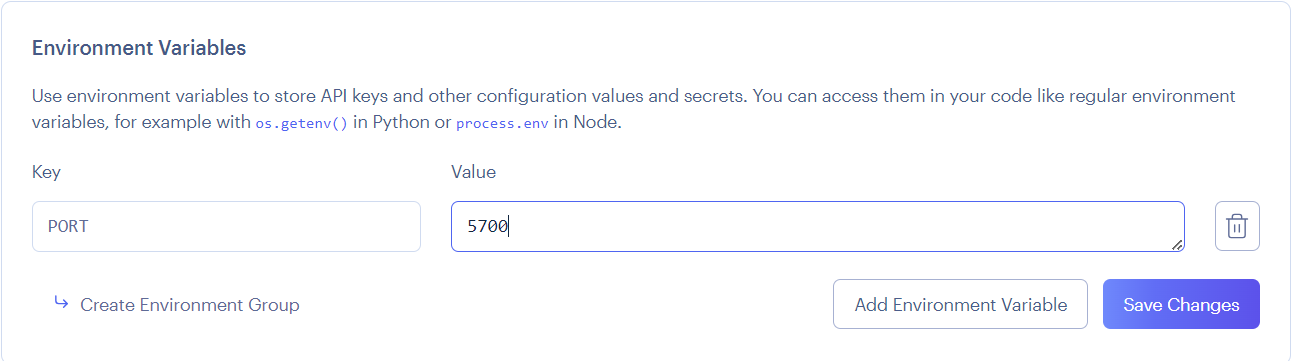 Environment Variables
Use environment variables to store API keys and other configuration values and secrets. You can access them in your code like regular environment
variables, for example with os.getenv() in Python or process.env in Node.
Key
Value
PORT
5700
Create Environment Group
Add Environment Variable
Save Changes